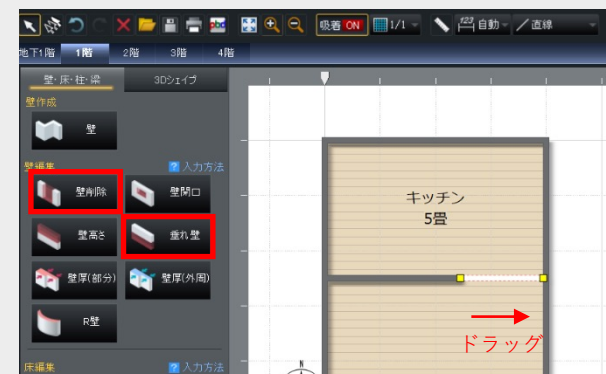 吸着 ON
1/1
123 自動
直線
地下1階 1階 2階 3階 4階
壁・床・柱・梁 3Dシェイプ
壁作成
壁
壁編集 ? 入力方法
壁削除 壁開口
壁高さ 垂れ壁
壁厚(部分) 壁厚(外周)
R壁
床編集 ? 入力方法
キッチン
5畳
ドラッグ
N